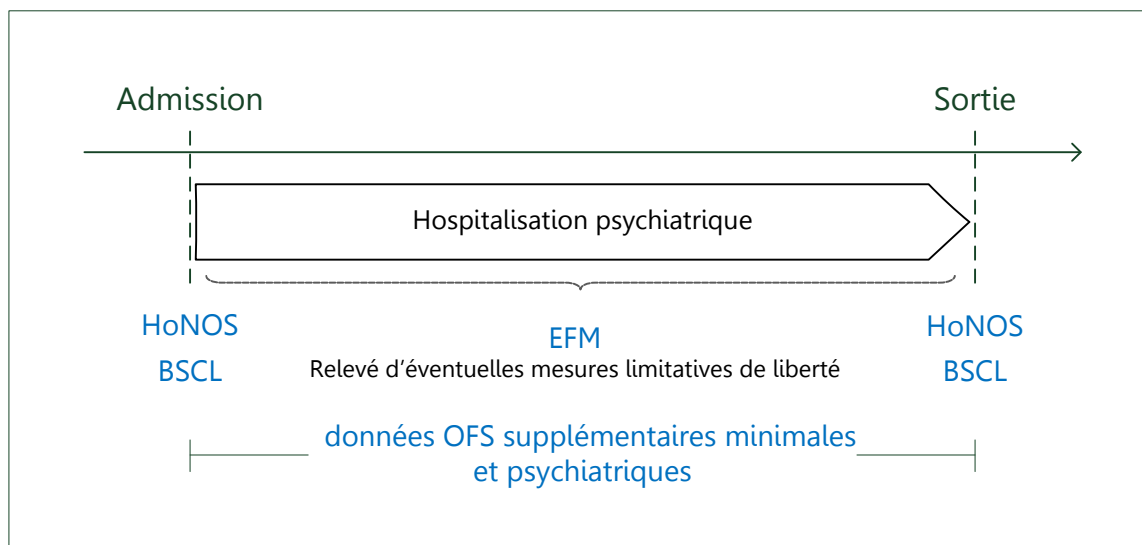 Admission
Sortie
Hospitalisation psychiatrique
HoNOS
BSCL
EFM
Relevé d’éventuelles mesures limitatives de liberté
HoNOS
BSCL
données OFS supplémentaires minimales
et psychiatriques